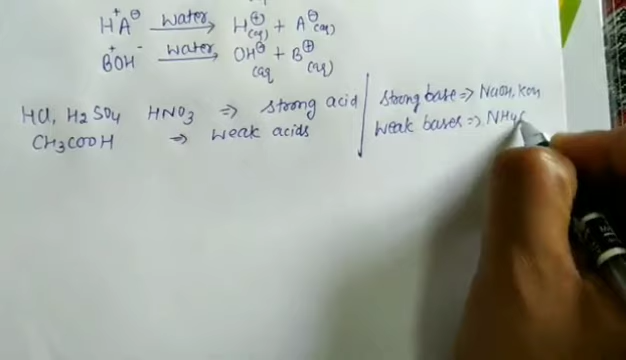 H⁺A⊖ water→ H⊕(aq) + A⊖(aq)
B⁺OH⁻ water→ OH⊖(aq + B⊕(aq)
HCl, H2SO4 HNO3 ⇒ strong acid
CH3COOH ⇒ weak acids
strong base ⇒ NaOH, KOH
weak bases ⇒ NH4